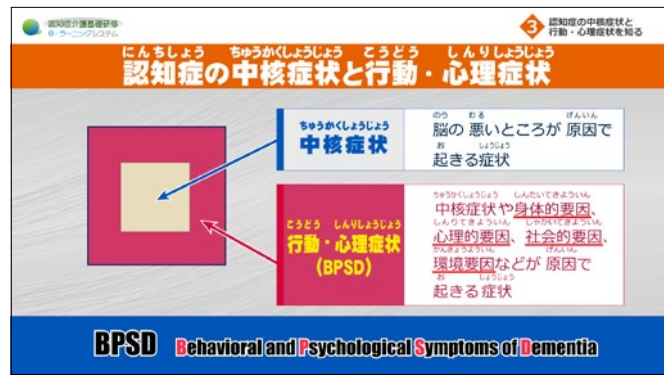 認知症介護基礎研修
e-ラーニングシステム
3
認知症の中核症状と
行動・心理症状を知る
にんちしょう ちゅうかくしょうじょう こうどう しんりしょうじょう
認知症の中核症状と行動・心理症状
ちゅうかくしょうじょう
中核症状
のう わる げんいん
脳の 悪いところが 原因で
お しょうじょう
起きる症状
こうどう しんりしょうじょう
行動・心理症状
(BPSD)
ちゅうかくしょうじょう しんたいてきよういん
中核症状や身体的要因、
しんりてきよういん しゃかいてきよういん
心理的要因、社会的要因、
かんきょうよういん げんいん
環境要因などが 原因で
お しょうじょう
起きる症状
BPSD Behavioral and Psychological Symptoms of Dementia